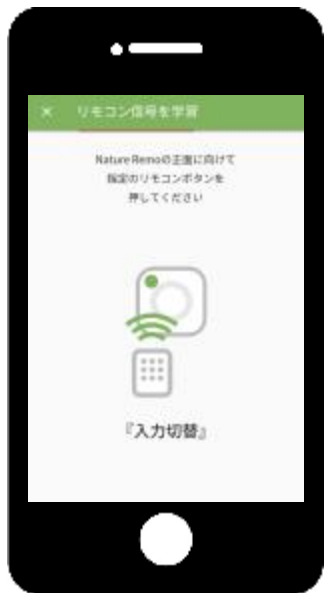 × リモコン信号を学習
Nature Remoの正面に向けて
指定のリモコンボタンを
押してください
『入力切替』